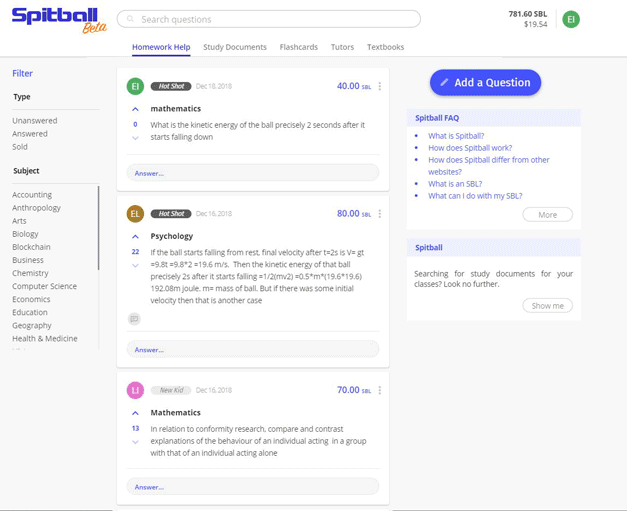 Spitball
Beta
Search questions
781.60 SBL
$19.54
EI
Homework Help
Study Documents
Flashcards
Tutors
Textbooks
Filter
Type
Unanswered
Answered
Sold
Subject
Accounting
Anthropology
Arts
Biology
Blockchain
Business
Chemistry
Computer Science
Economics
Education
Geography
Health & Medicine
EI
Hot Shot
Dec 18, 2018
40.00 SBL
mathematics
0
What is the kinetic energy of the ball precisely 2 seconds after it
starts falling down
Answer...
EL
Hot Shot
Dec 16, 2018
80.00 SBL
Psychology
22
If the ball starts falling from rest, final velocity after t=2s is V= gt
=9.8t =9.8*2 =19.6 m/s. Then the kinetic energy of that ball
precisely 2s after it starts falling =1/2(mv2) =0.5*m*(19.6*19.6)
192.08m joule. m= mass of ball. But if there was some initial
velocity then that is another case
Answer...
LI
New Kid
Dec 16, 2018
70.00 SBL
Mathematics
13
In relation to conformity research, compare and contrast
explanations of the behaviour of an individual acting in a group
with that of an individual acting alone
Answer...
Add a Question
Spitball FAQ
What is Spitball?
How does Spitball work?
How does Spitball differ from other
websites?
What is an SBL?
What can I do with my SBL?
More
Spitball
Searching for study documents for your
classes? Look no further.
Show me